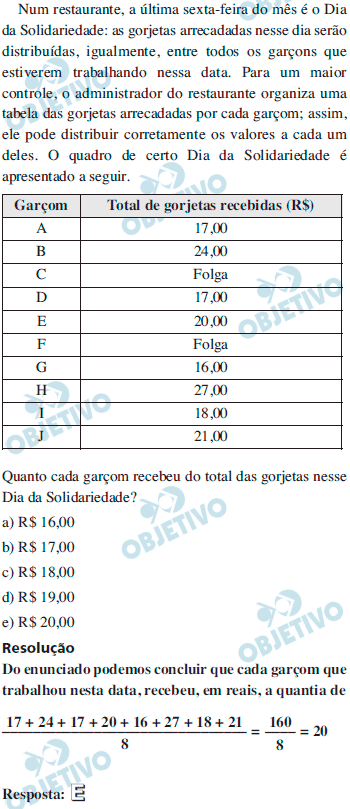 Num restaurante, a última sexta-feira do mês é o Dia
da Solidariedade: as gorjetas arrecadadas nesse dia serão
distribuídas, igualmente, entre todos os garçons que
estiverem trabalhando nessa data. Para um maior
controle, o administrador do restaurante organiza uma
tabela das gorjetas arrecadadas por cada garçom; assim,
ele pode distribuir corretamente os valores a cada um
deles. O quadro de certo Dia da Solidariedade é
apresentado a seguir.
Garçom Total de gorjetas recebidas (R$)
A 17,00
B 24,00
C Folga
D 17,00
E 20,00
F Folga
G 16,00
H 27,00
I 18,00
J 21,00
Quanto cada garçom recebeu do total das gorjetas nesse
Dia da Solidariedade?
a) R$ 16,00
b) R$ 17,00
c) R$ 18,00
d) R$ 19,00
e) R$ 20,00
Resolução
Do enunciado podemos concluir que cada garçom que
trabalhou nesta data, recebeu, em reais, a quantia de
17 + 24 + 17 + 20 + 16 + 27 + 18 + 21
8
= 160
8
= 20
Resposta: E
OBJETIVO
OBJETIVO
OBJETIVO
OBJETIVO
OBJETIVO
OBJETIVO
OBJETIVO
OBJETIVO